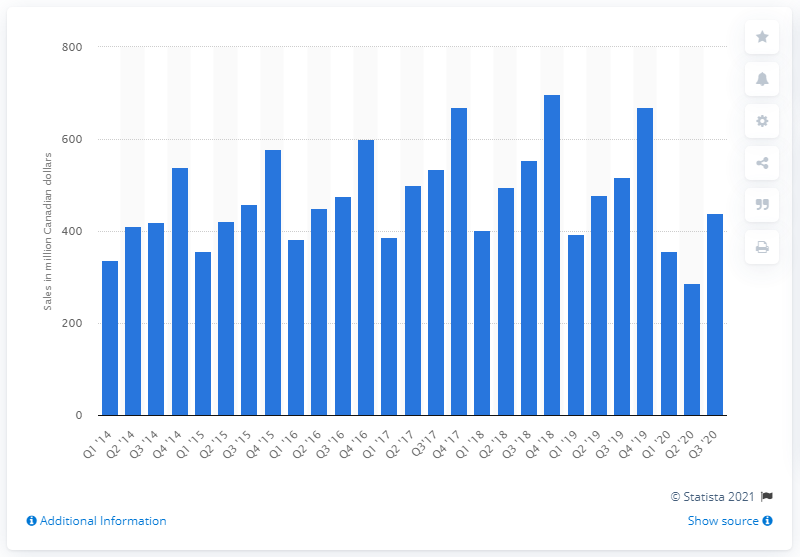 800
600
400
200
0
Sales in million Canadian dollars
Q1 '14
Q2 '14
Q3 '14
Q4 '14
Q1 '15
Q2 '15
Q3 '15
Q4 '15
Q1 '16
Q2 '16
Q3 '16
Q4 '16
Q1 '17
Q2 '17
Q3'17
Q4 '17
Q1 '18
Q2 '18
Q3 '18
Q4 '18
Q1 '19
Q2 '19
Q3 '19
Q4 '19
Q1 '20
Q2 '20
Q3 '20
© Statista 2021
Additional Information
Show source